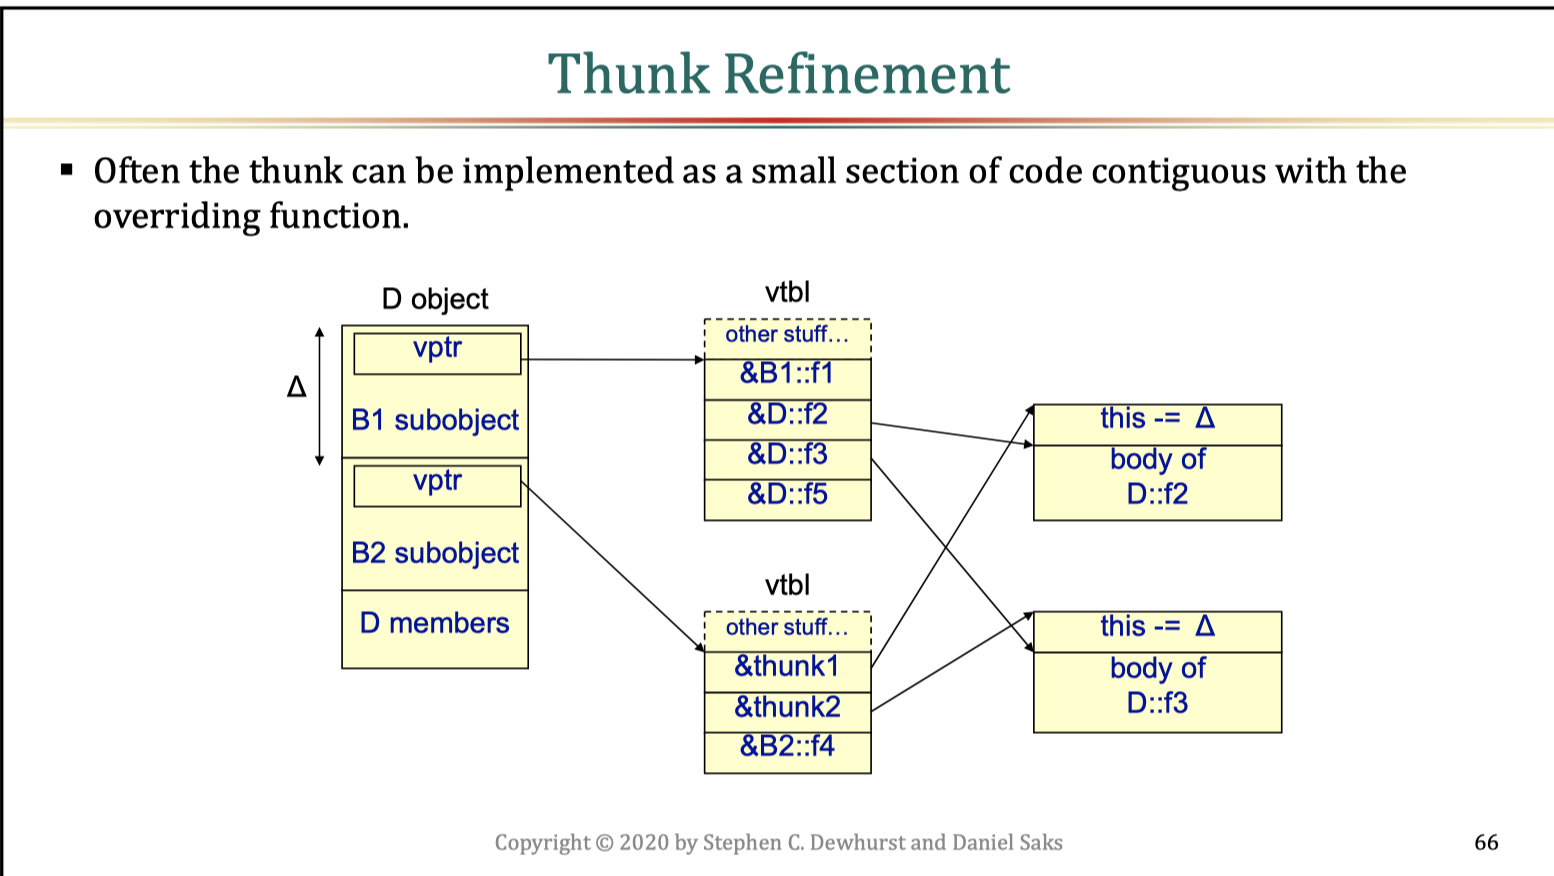 Thunk Refinement
▪ Often the thunk can be implemented as a small section of code contiguous with the
overriding function.
D object
vptr
Δ
B1 subobject
vptr
B2 subobject
D members
vtbl
other stuff...
&B1::f1
&D::f2
&D::f3
&D::f5
vtbl
other stuff...
&thunk1
&thunk2
&B2::f4
this -= Δ
body of
D::f2
this -= Δ
body of
D::f3
Copyright © 2020 by Stephen C. Dewhurst and Daniel Saks
66